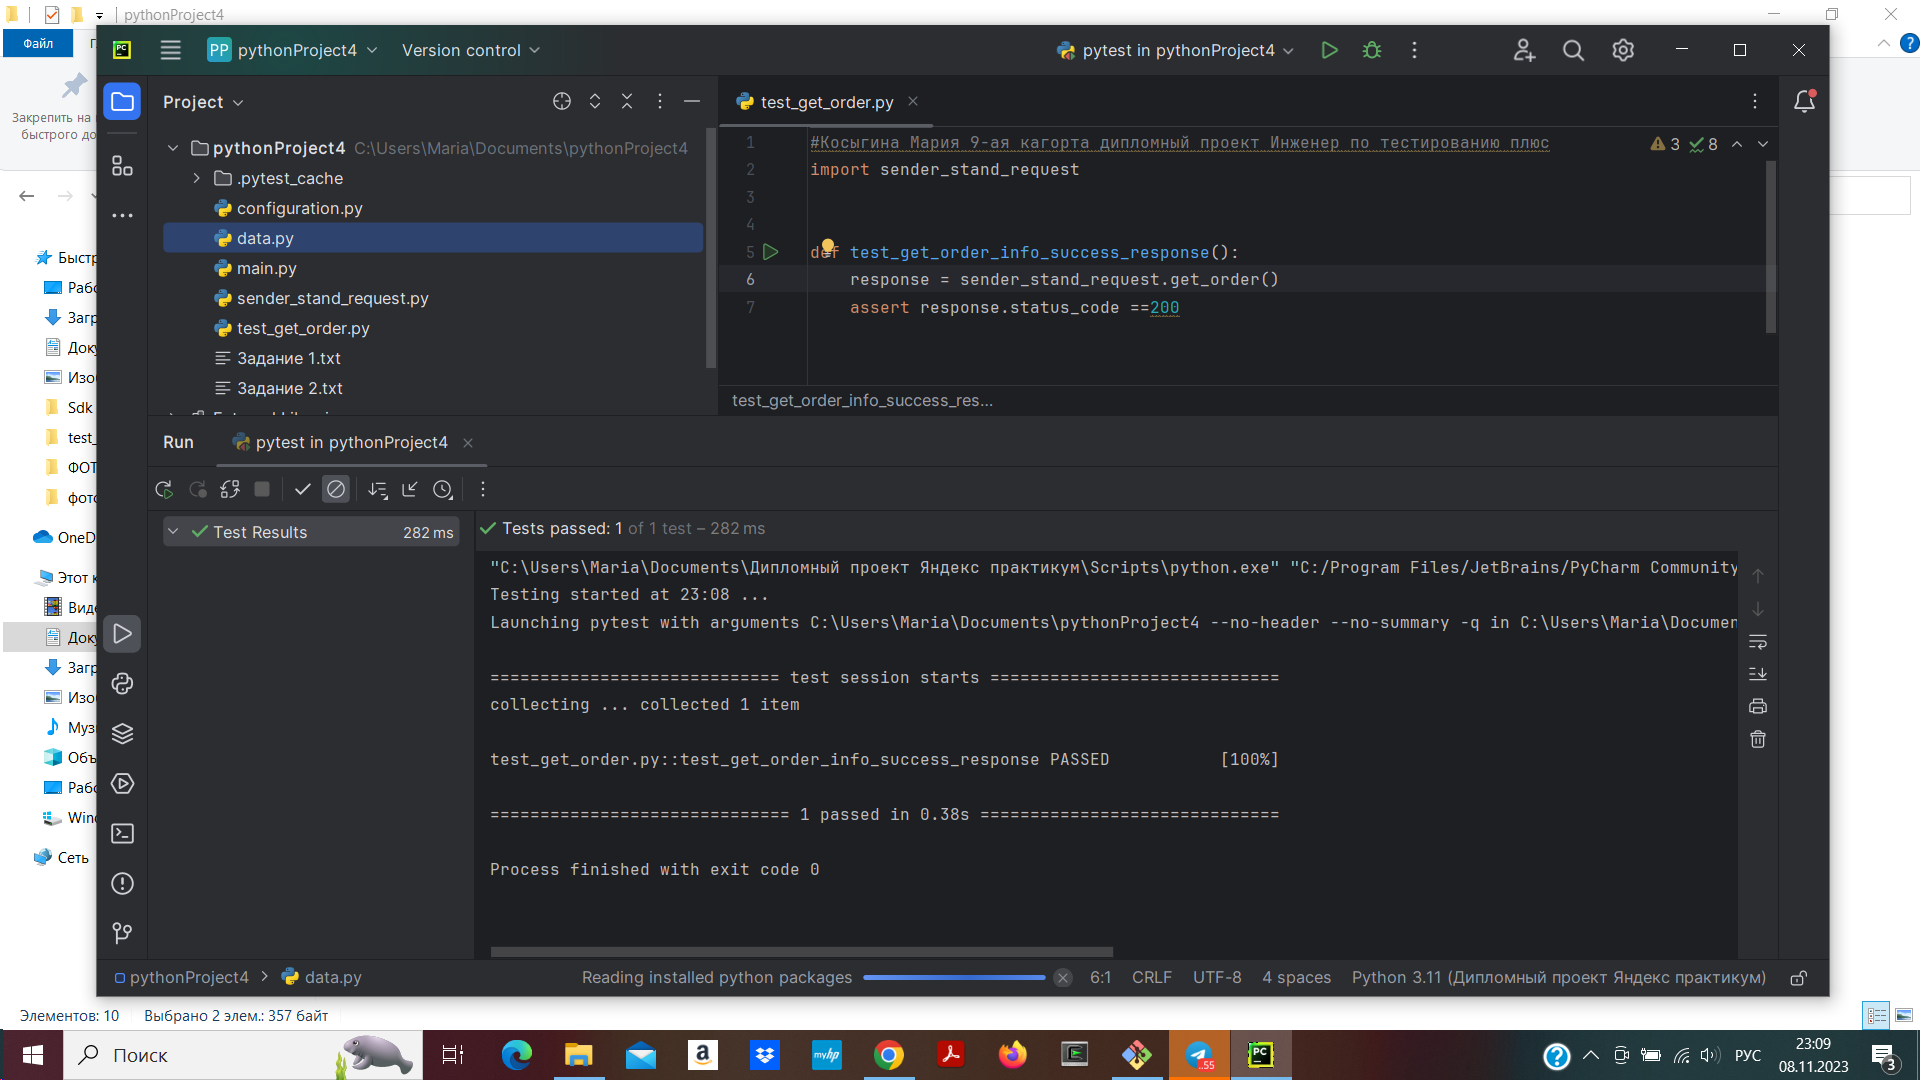 pythonProject4
Файл
Закрепить на
быстрого до
PP pythonProject4
Version control
pytest in pythonProject4
Project
pythonProject4 C:\Users\Maria\Documents\pythonProject4
.pytest_cache
configuration.py
data.py
main.py
sender_stand_request.py
test_get_order.py
Задание 1.txt
Задание 2.txt
test_get_order.py
1 #Косыгина Мария 9-ая кагорта дипломный проект Инженер по тестированию плюс
3 8
2 import sender_stand_request
3
4
5 def test_get_order_info_success_response():
6 response = sender_stand_request.get_order()
7 assert response.status_code ==200
test_get_order_info_success_res...
Быстр
Рабо
Загр
Доку
Изо
Sdk
test_
ФОТ
фото
OneD
Этот к
Виде
Доку
Загр
Изо
Музы
Объ
Рабо
Wind
Сеть
Run pytest in pythonProject4
Test Results 282 ms
Tests passed: 1 of 1 test – 282 ms
"C:\Users\Maria\Documents\Дипломный проект Яндекс практикум\Scripts\python.exe" "C:/Program Files/JetBrains/PyCharm Community
Testing started at 23:08 ...
Launching pytest with arguments C:\Users\Maria\Documents\pythonProject4 --no-header --no-summary -q in C:\Users\Maria\Documen
============================= test session starts =============================
collecting ... collected 1 item
test_get_order.py::test_get_order_info_success_response PASSED [100%]
============================== 1 passed in 0.38s ==============================
Process finished with exit code 0
pythonProject4 > data.py
Reading installed python packages
6:1 CRLF UTF-8 4 spaces Python 3.11 (Дипломный проект Яндекс практикум)
Элементов: 10 Выбрано 2 элем.: 357 байт
Поиск
РУС
23:09
08.11.2023
3